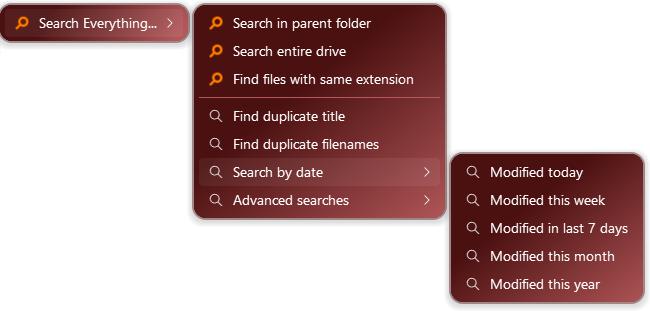 Search Everything...
Search in parent folder
Search entire drive
Find files with same extension
Find duplicate title
Find duplicate filenames
Search by date
Advanced searches
Modified today
Modified this week
Modified in last 7 days
Modified this month
Modified this year